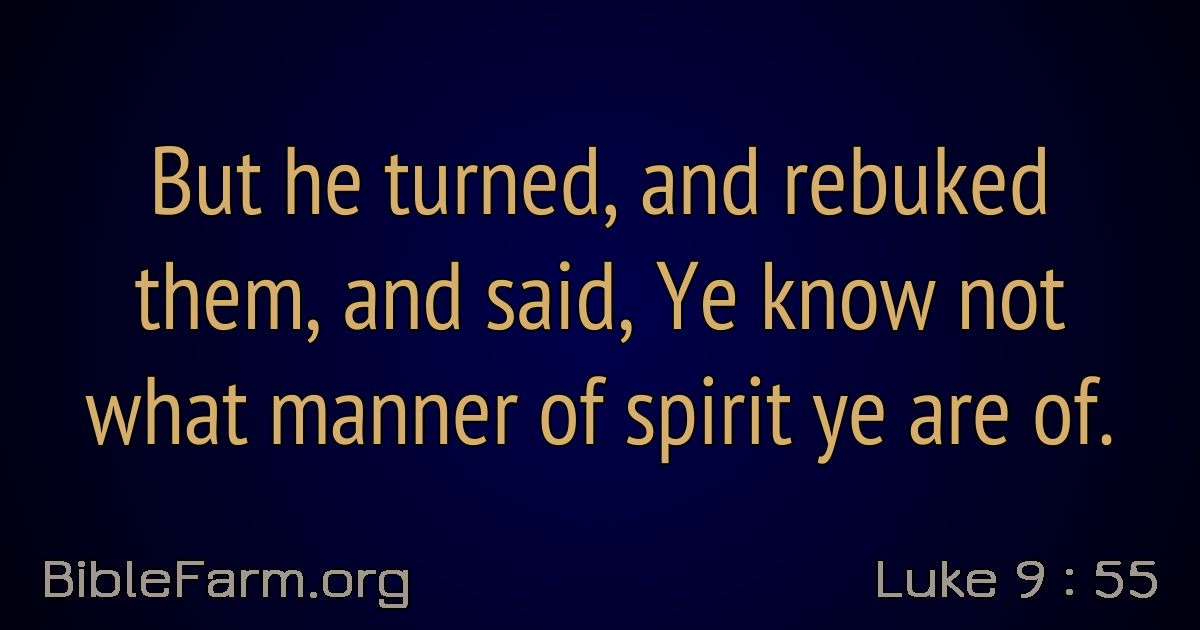 But he turned, and rebuked
them, and said, Ye know not
what manner of spirit ye are of.
BibleFarm.org
Luke 9 : 55